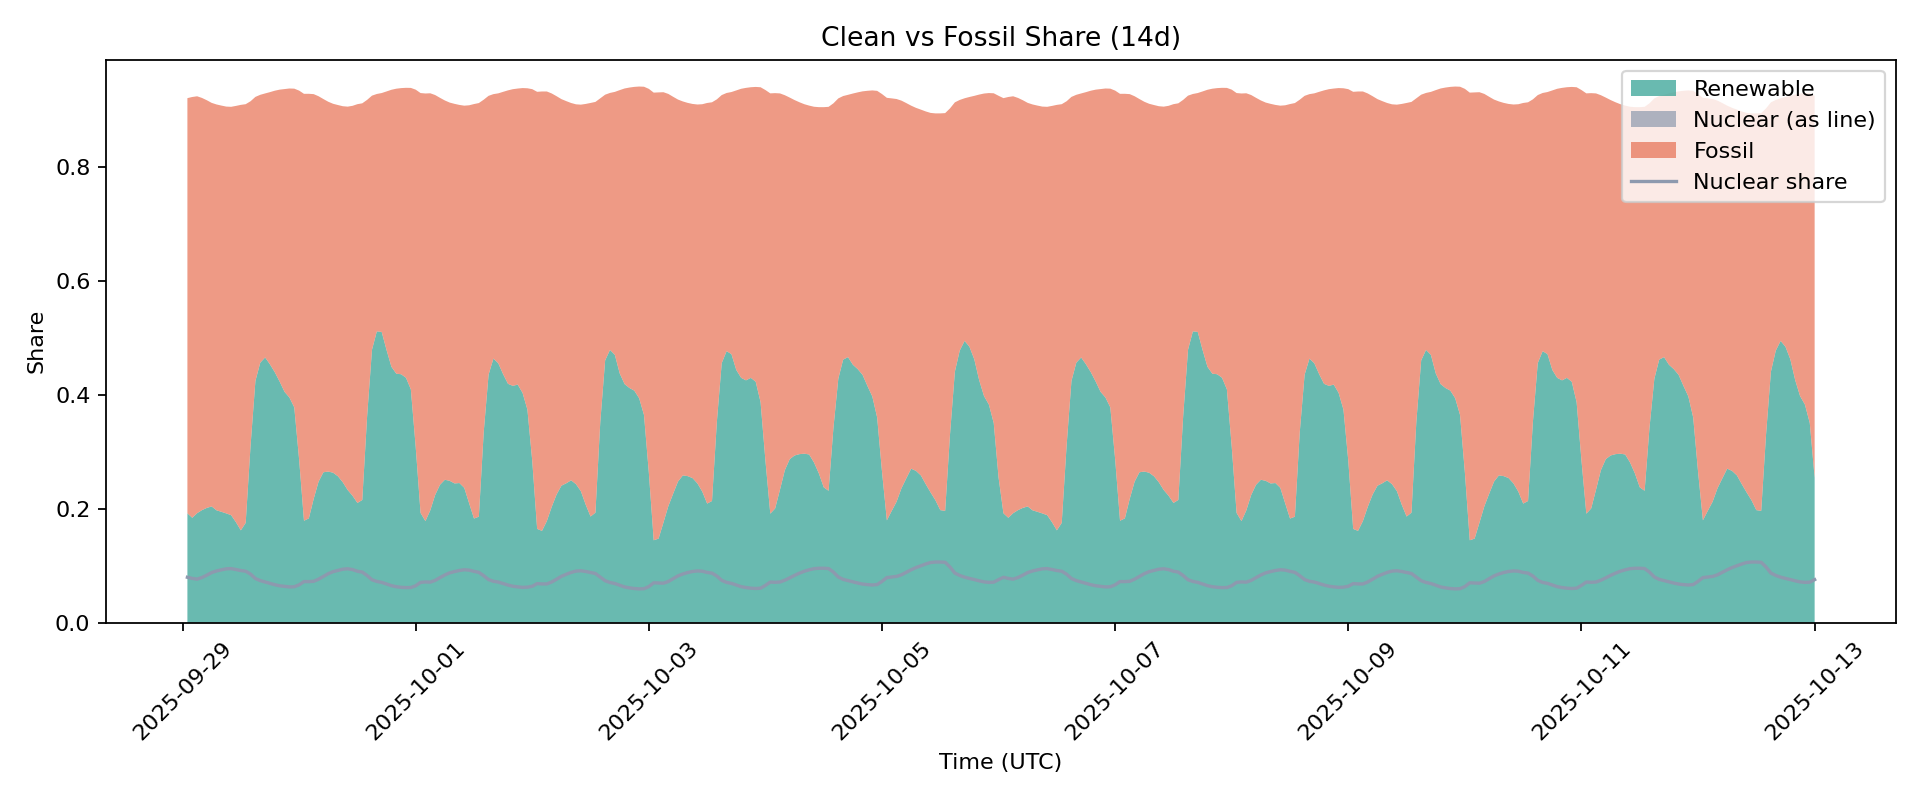 Clean vs Fossil Share (14d)
Renewable
Nuclear (as line)
Fossil
Nuclear share
Share
0.8
0.6
0.4
0.2
0.0
2025-09-29
2025-10-01
2025-10-03
2025-10-05
2025-10-07
2025-10-09
2025-10-11
2025-10-13
Time (UTC)